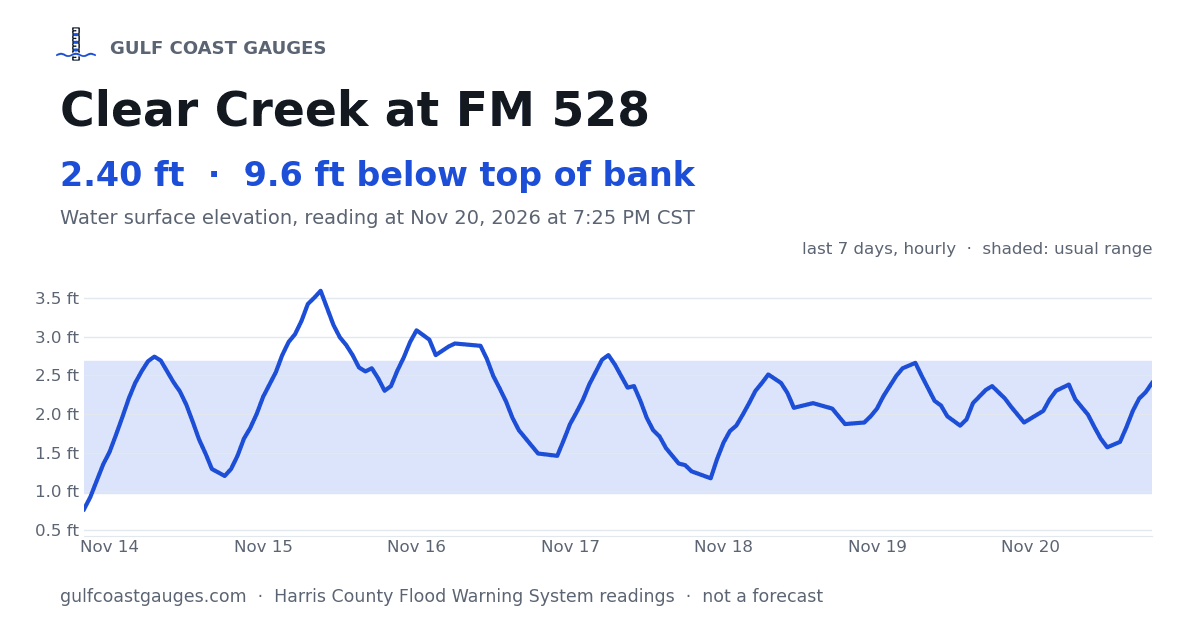 GULF COAST GAUGES
Clear Creek at FM 528
2.40 ft · 9.6 ft below top of bank
Water surface elevation, reading at Nov 20, 2026 at 7:25 PM CST
last 7 days, hourly · shaded: usual range
3.5 ft
3.0 ft
2.5 ft
2.0 ft
1.5 ft
1.0 ft
0.5 ft
Nov 14 Nov 15 Nov 16 Nov 17 Nov 18 Nov 19 Nov 20
gulfcoastgauges.com · Harris County Flood Warning System readings · not a forecast